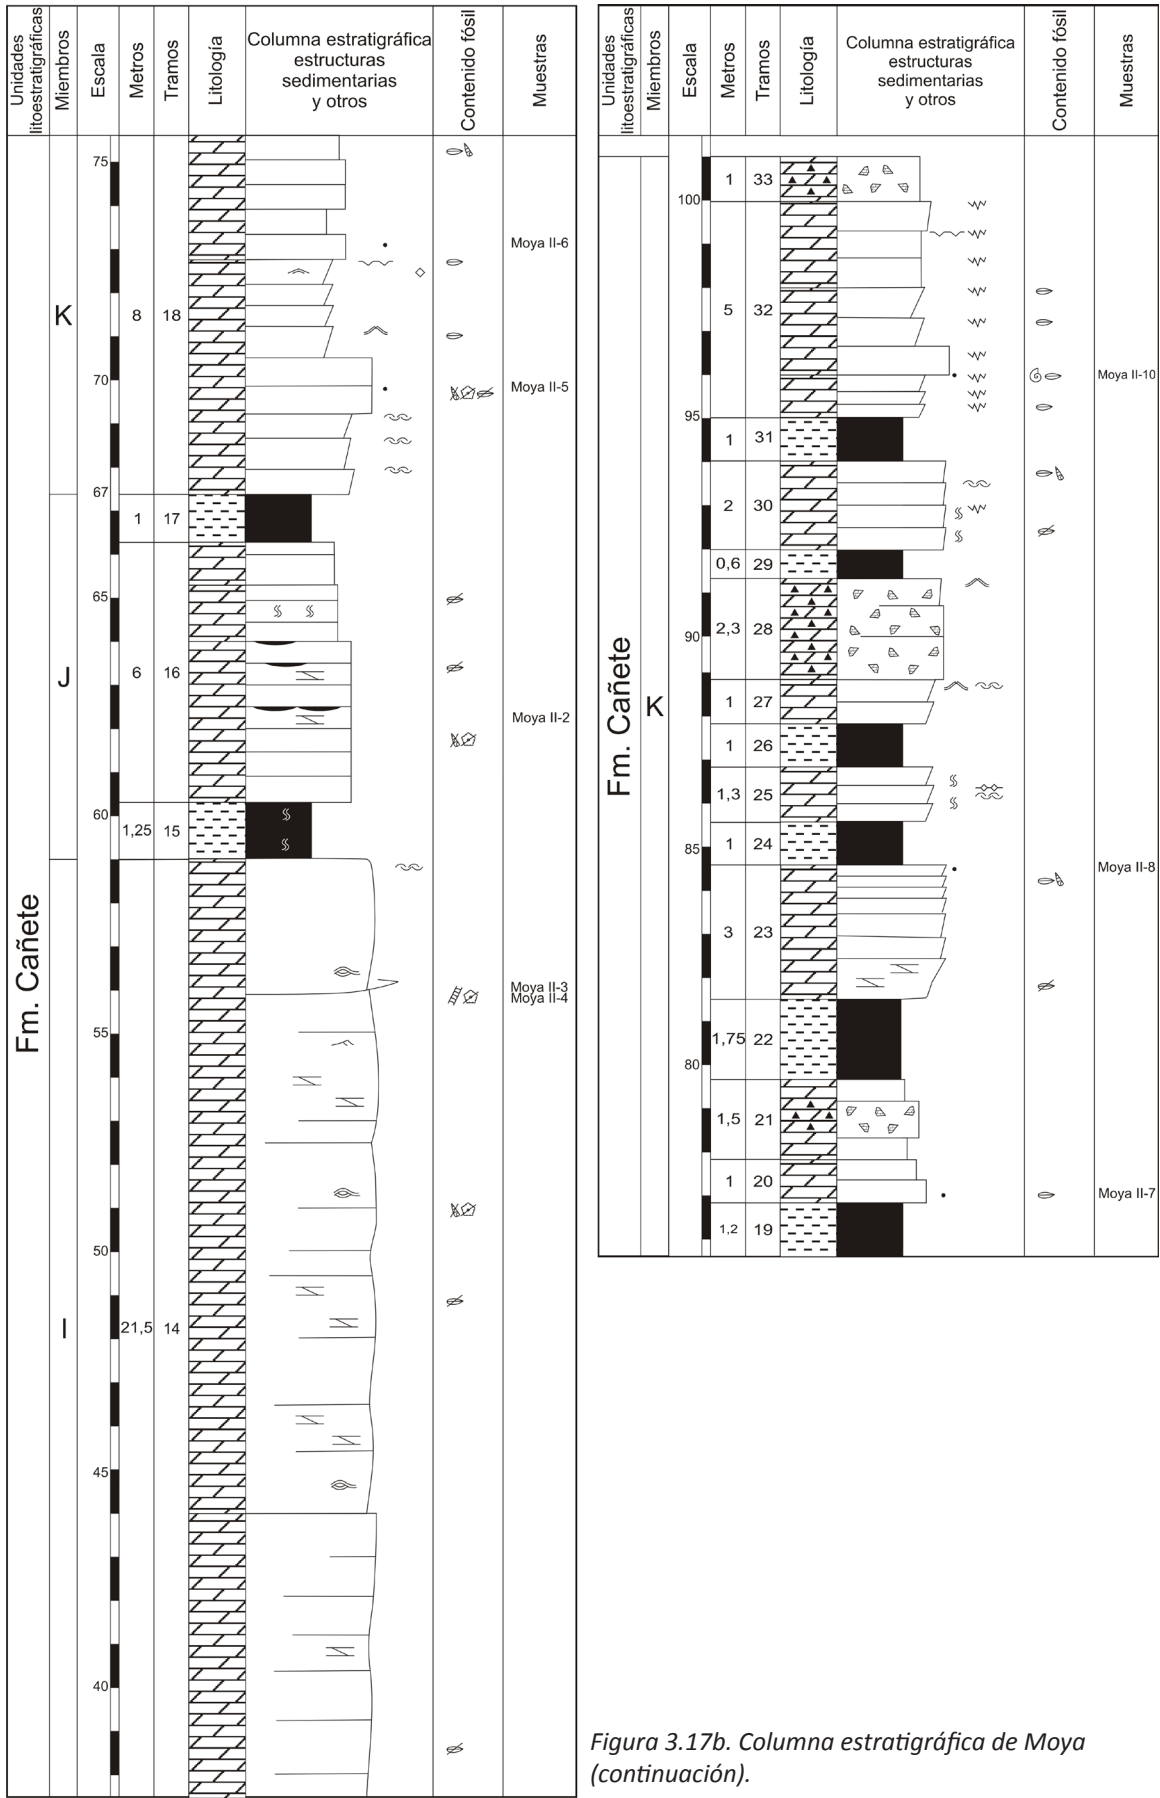 Unidades
litoestratigráficas
Miembros
Escala
Metros
Tramos
Litología
Columna estratigráfica
estructuras
sedimentarias
y otros
Contenido fósil
Muestras
75
Moya II-6
K
8
18
70
Moya II-5
67
1
17
65
J
6
16
Moya II-2
60
1,25
15
Fm. Cañete
Moya II-3
Moya II-4
55
50
I
21,5
14
45
40
Unidades
litoestratigráficas
Miembros
Escala
Metros
Tramos
Litología
Columna estratigráfica
estructuras
sedimentarias
y otros
Contenido fósil
Muestras
1
33
100
5
32
Moya II-10
95
1
31
2
30
0,6
29
2,3
28
90
Fm. Cañete
K
1
27
1
26
1,3
25
85
1
24
Moya II-8
3
23
1,75
22
80
1,5
21
1
20
Moya II-7
1,2
19
Figura 3.17b. Columna estratigráfica de Moya
(continuación).